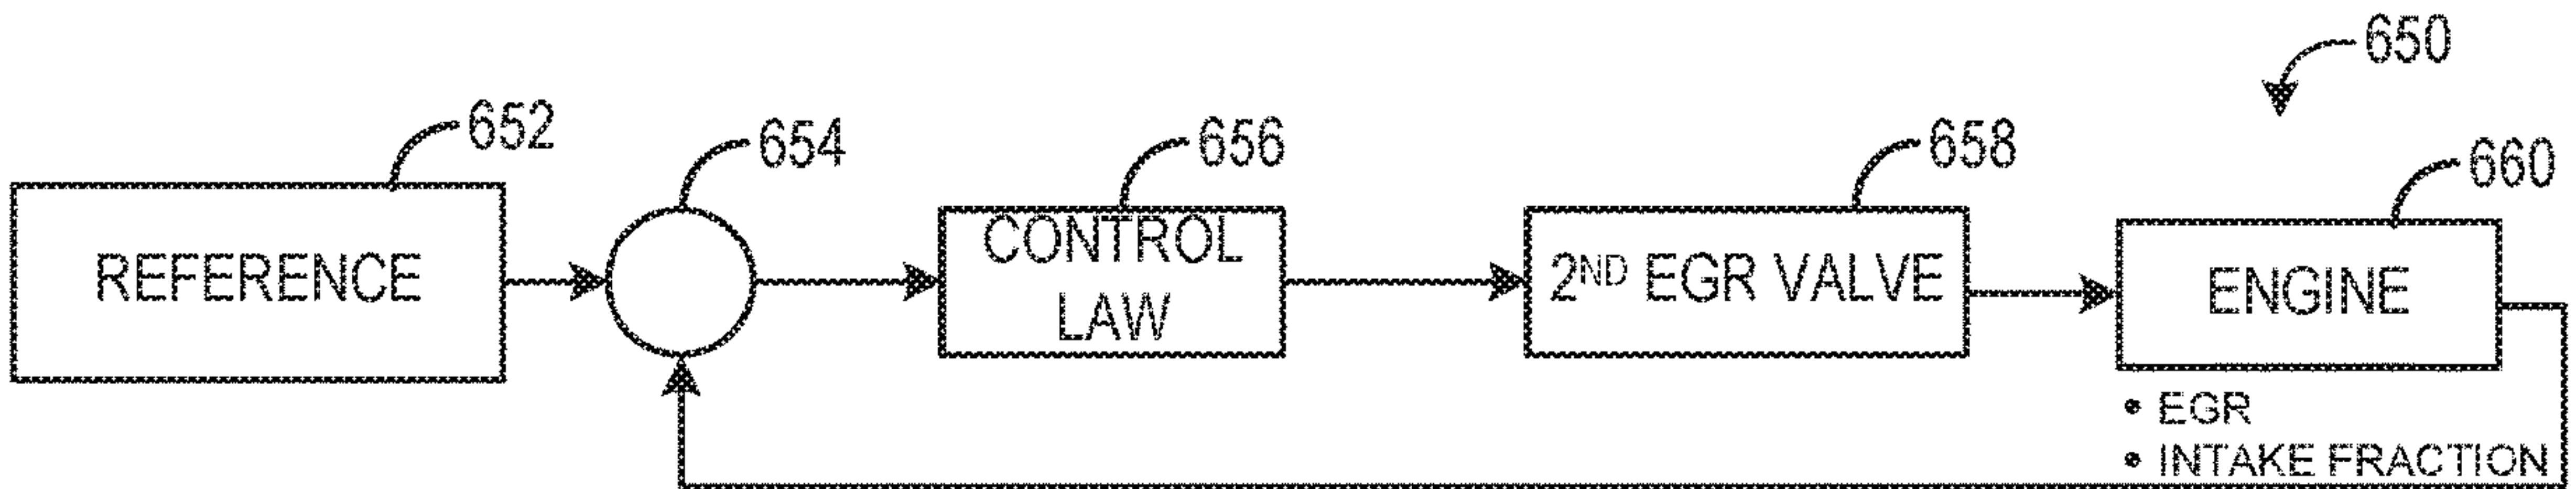 650
652
654
656
658
660
REFERENCE
CONTROL
LAW
2ND EGR VALVE
ENGINE
• EGR
• INTAKE FRACTION